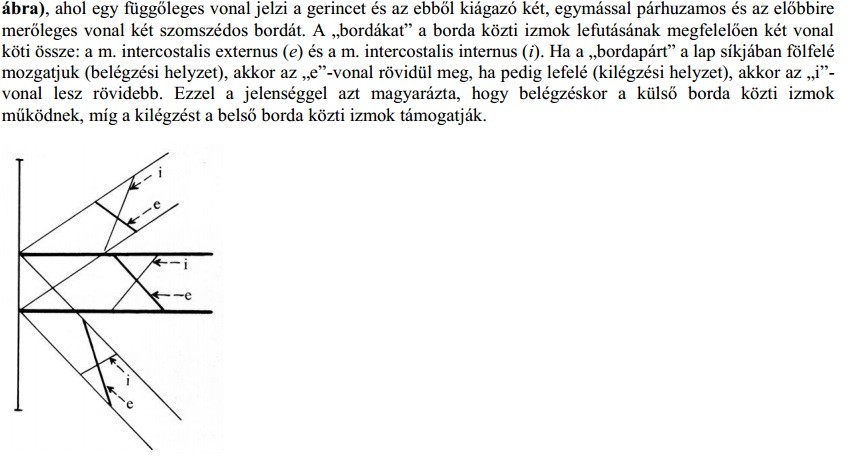 ábra), ahol egy függőleges vonal jelzi a gerincet és az ebből kiágazó két, egymással párhuzamos és az előbbire
merőleges vonal két szomszédos bordát. A „bordákat” a borda közti izmok lefutásának megfelelően két vonal
köti össze: a m. intercostalis externus (e) és a m. intercostalis internus (i). Ha a „bordapárt” a lap síkjában fölfelé
mozgatjuk (belégzési helyzet), akkor az „e”-vonal rövidül meg, ha pedig lefelé (kilégzési helyzet), akkor az „i”-
vonal lesz rövidebb. Ezzel a jelenséggel azt magyarázta, hogy belégzéskor a külső borda közti izmok
működnek, míg a kilégzést a belső borda közti izmok támogatják.
i
e
i
e
i
e